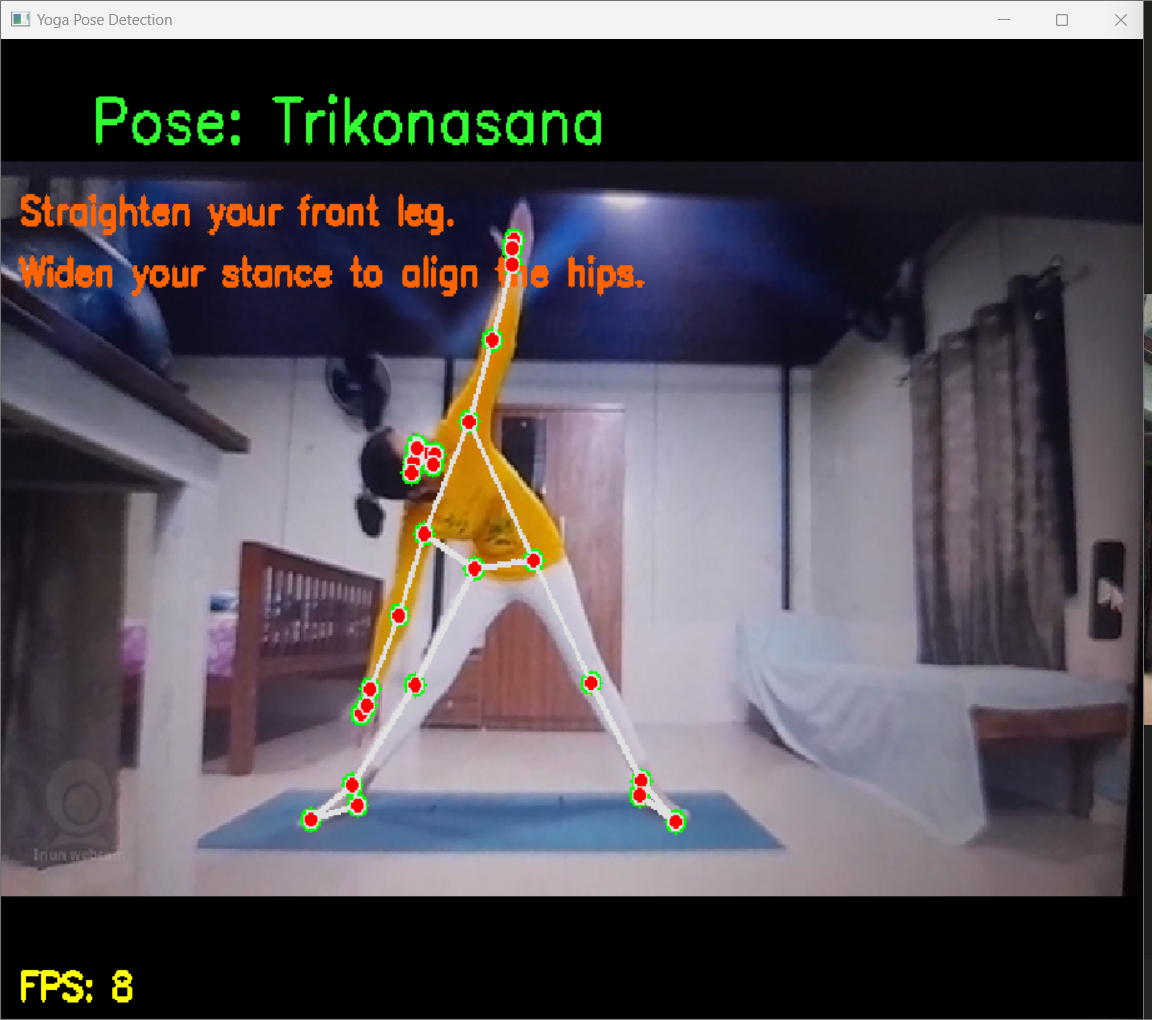 Yoga Pose Detection
Pose: Trikonasana
Straighten your front leg.
Widen your stance to align the hips.
Iriun webcam
FPS: 8